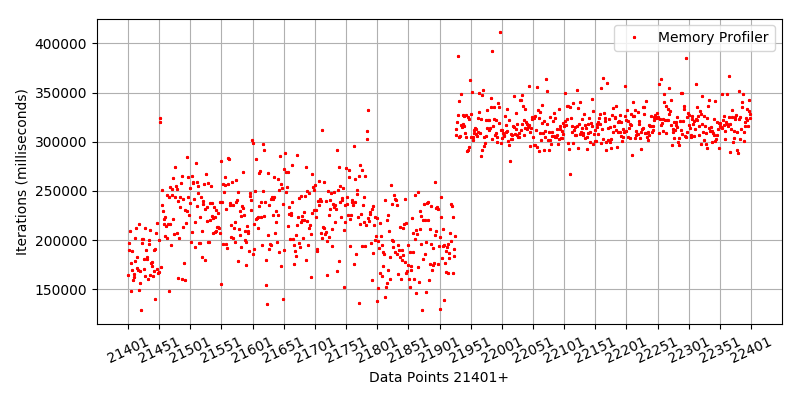 Memory Profiler
Iterations (milliseconds)
400000
350000
300000
250000
200000
150000
21401 21451 21501 21551 21601 21651 21701 21751 21801 21851 21901 21951 22001 22051 22101 22151 22201 22251 22301 22351 22401
Data Points 21401+